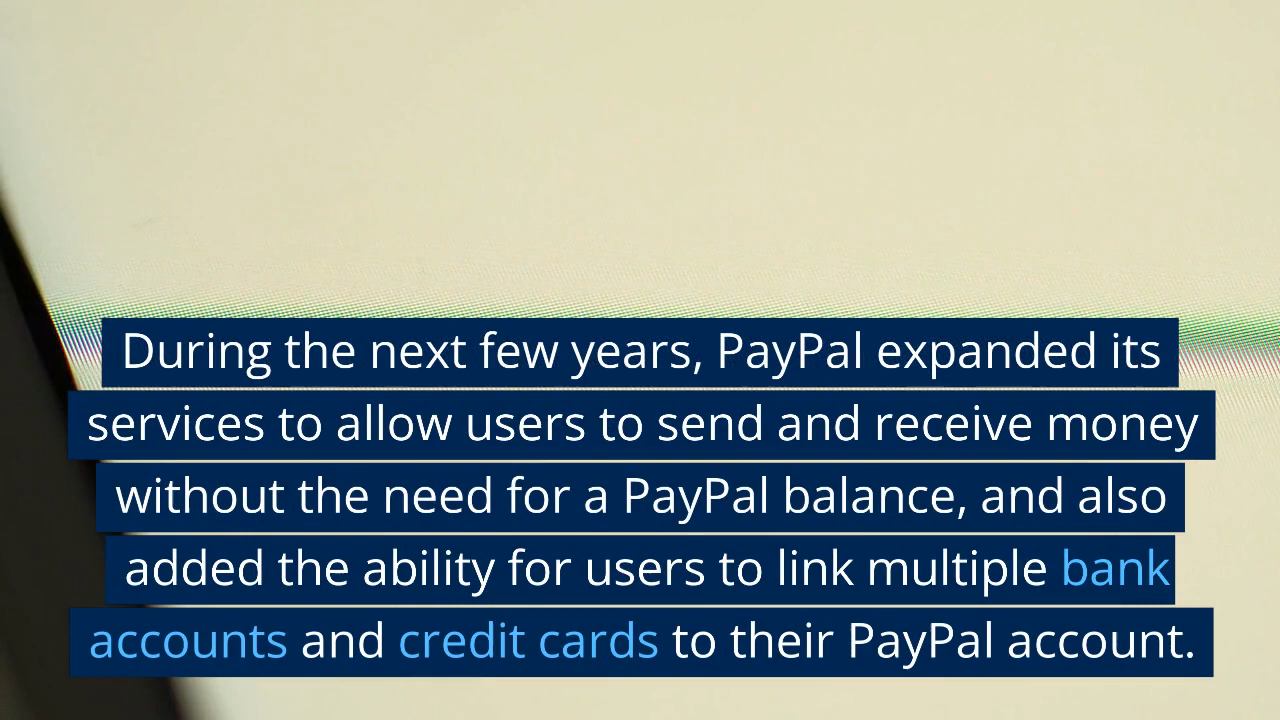 During the next few years, PayPal expanded its
services to allow users to send and receive money
without the need for a PayPal balance, and also
added the ability for users to link multiple bank
accounts and credit cards to their PayPal account.